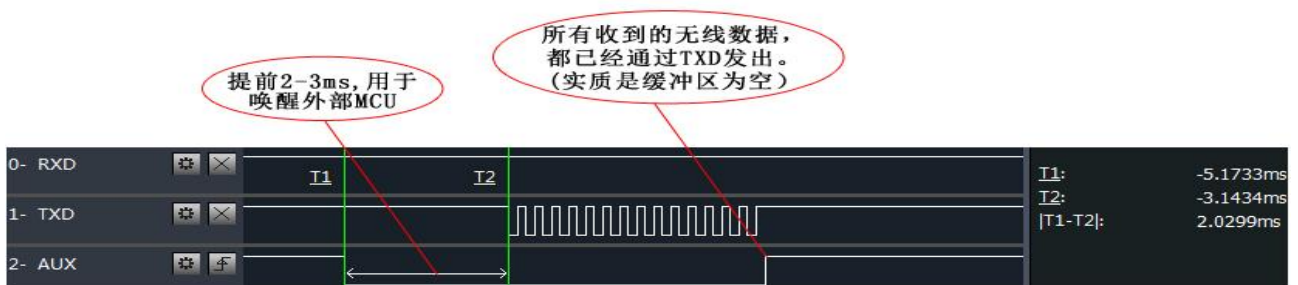 所有收到的无线数据，
都已经通过TXD发出。
(实质是缓冲区为空)
提前2-3ms,用于
唤醒外部MCU
0- RXD
T1
T2
T1: -5.1733ms
T2: -3.1434ms
|T1-T2|: 2.0299ms
1- TXD
2- AUX